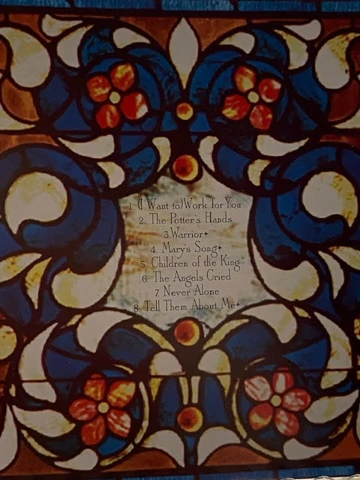 1. I Want to Work for You
2. The Potter's Hands
3. Warrior+
4. Mary's Song+
5. Children of the King~
6. The Angels Cried
7. Never Alone
8. Tell Them About Me+